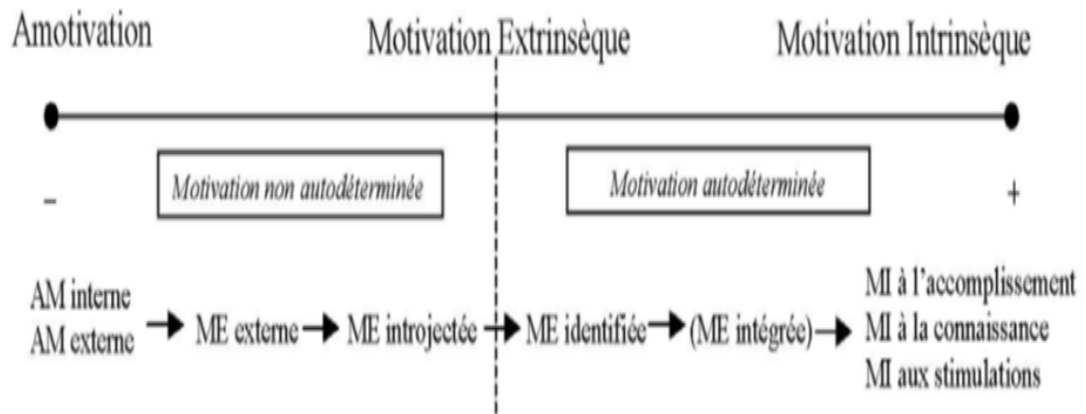 Amotivation
Motivation Extrinsèque
Motivation Intrinsèque
Motivation non autodéterminée
Motivation autodéterminée
–
+
AM interne
AM externe
ME externe
ME introjectée
ME identifiée
(ME intégrée)
MI à l'accomplissement
MI à la connaissance
MI aux stimulations